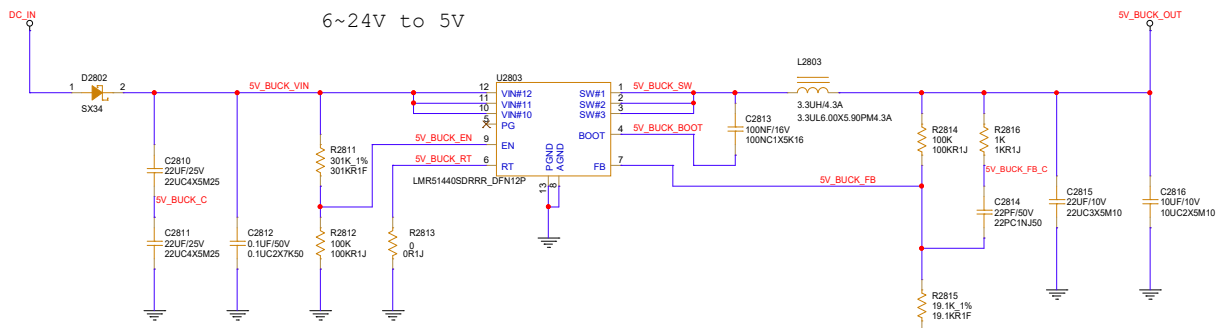 DC_IN
6~24V to 5V
5V_BUCK_OUT
D2802
1
2
SX34
5V_BUCK_VIN
U2803
12
VIN#12
11
VIN#11
10
VIN#10
5
PG
9
EN
6
RT
SW#1
1
SW#2
2
SW#3
3
BOOT
4
FB
7
PGND
AGND
13
8
LMR51440SDRRR_DFN12P
5V_BUCK_SW
5V_BUCK_BOOT
5V_BUCK_FB
5V_BUCK_EN
5V_BUCK_RT
L2803
3.3UH/4.3A
3.3UL6.00X5.90PM4.3A
C2813
100NF/16V
100NC1X5K16
R2811
301K_1%
301KR1F
R2814
100K
100KR1J
R2816
1K
1KR1J
5V_BUCK_FB_C
C2810
22UF/25V
22UC4X5M25
5V_BUCK_C
C2811
22UF/25V
22UC4X5M25
C2812
0.1UF/50V
0.1UC2X7K50
R2812
100K
100KR1J
R2813
0
0R1J
C2814
22PF/50V
22PC1NJ50
C2815
22UF/10V
22UC3X5M10
C2816
10UF/10V
10UC2X5M10
R2815
19.1K_1%
19.1KR1F